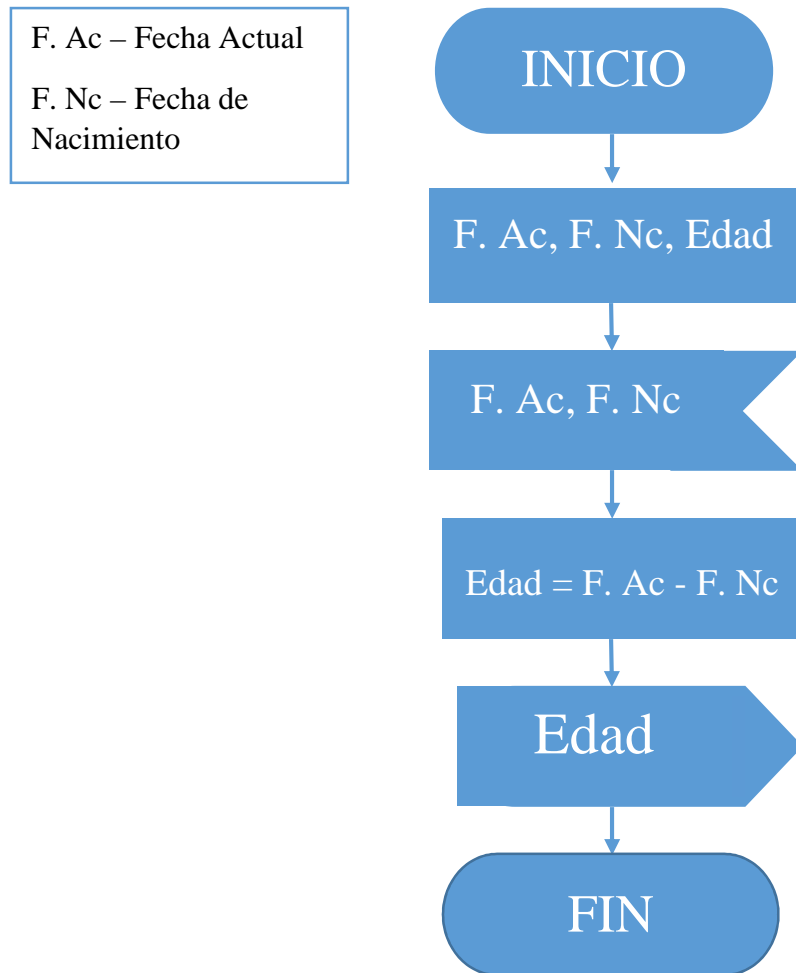 F. Ac – Fecha Actual
F. Nc – Fecha de
Nacimiento
INICIO
F. Ac, F. Nc, Edad
F. Ac, F. Nc
Edad = F. Ac - F. Nc
Edad
FIN